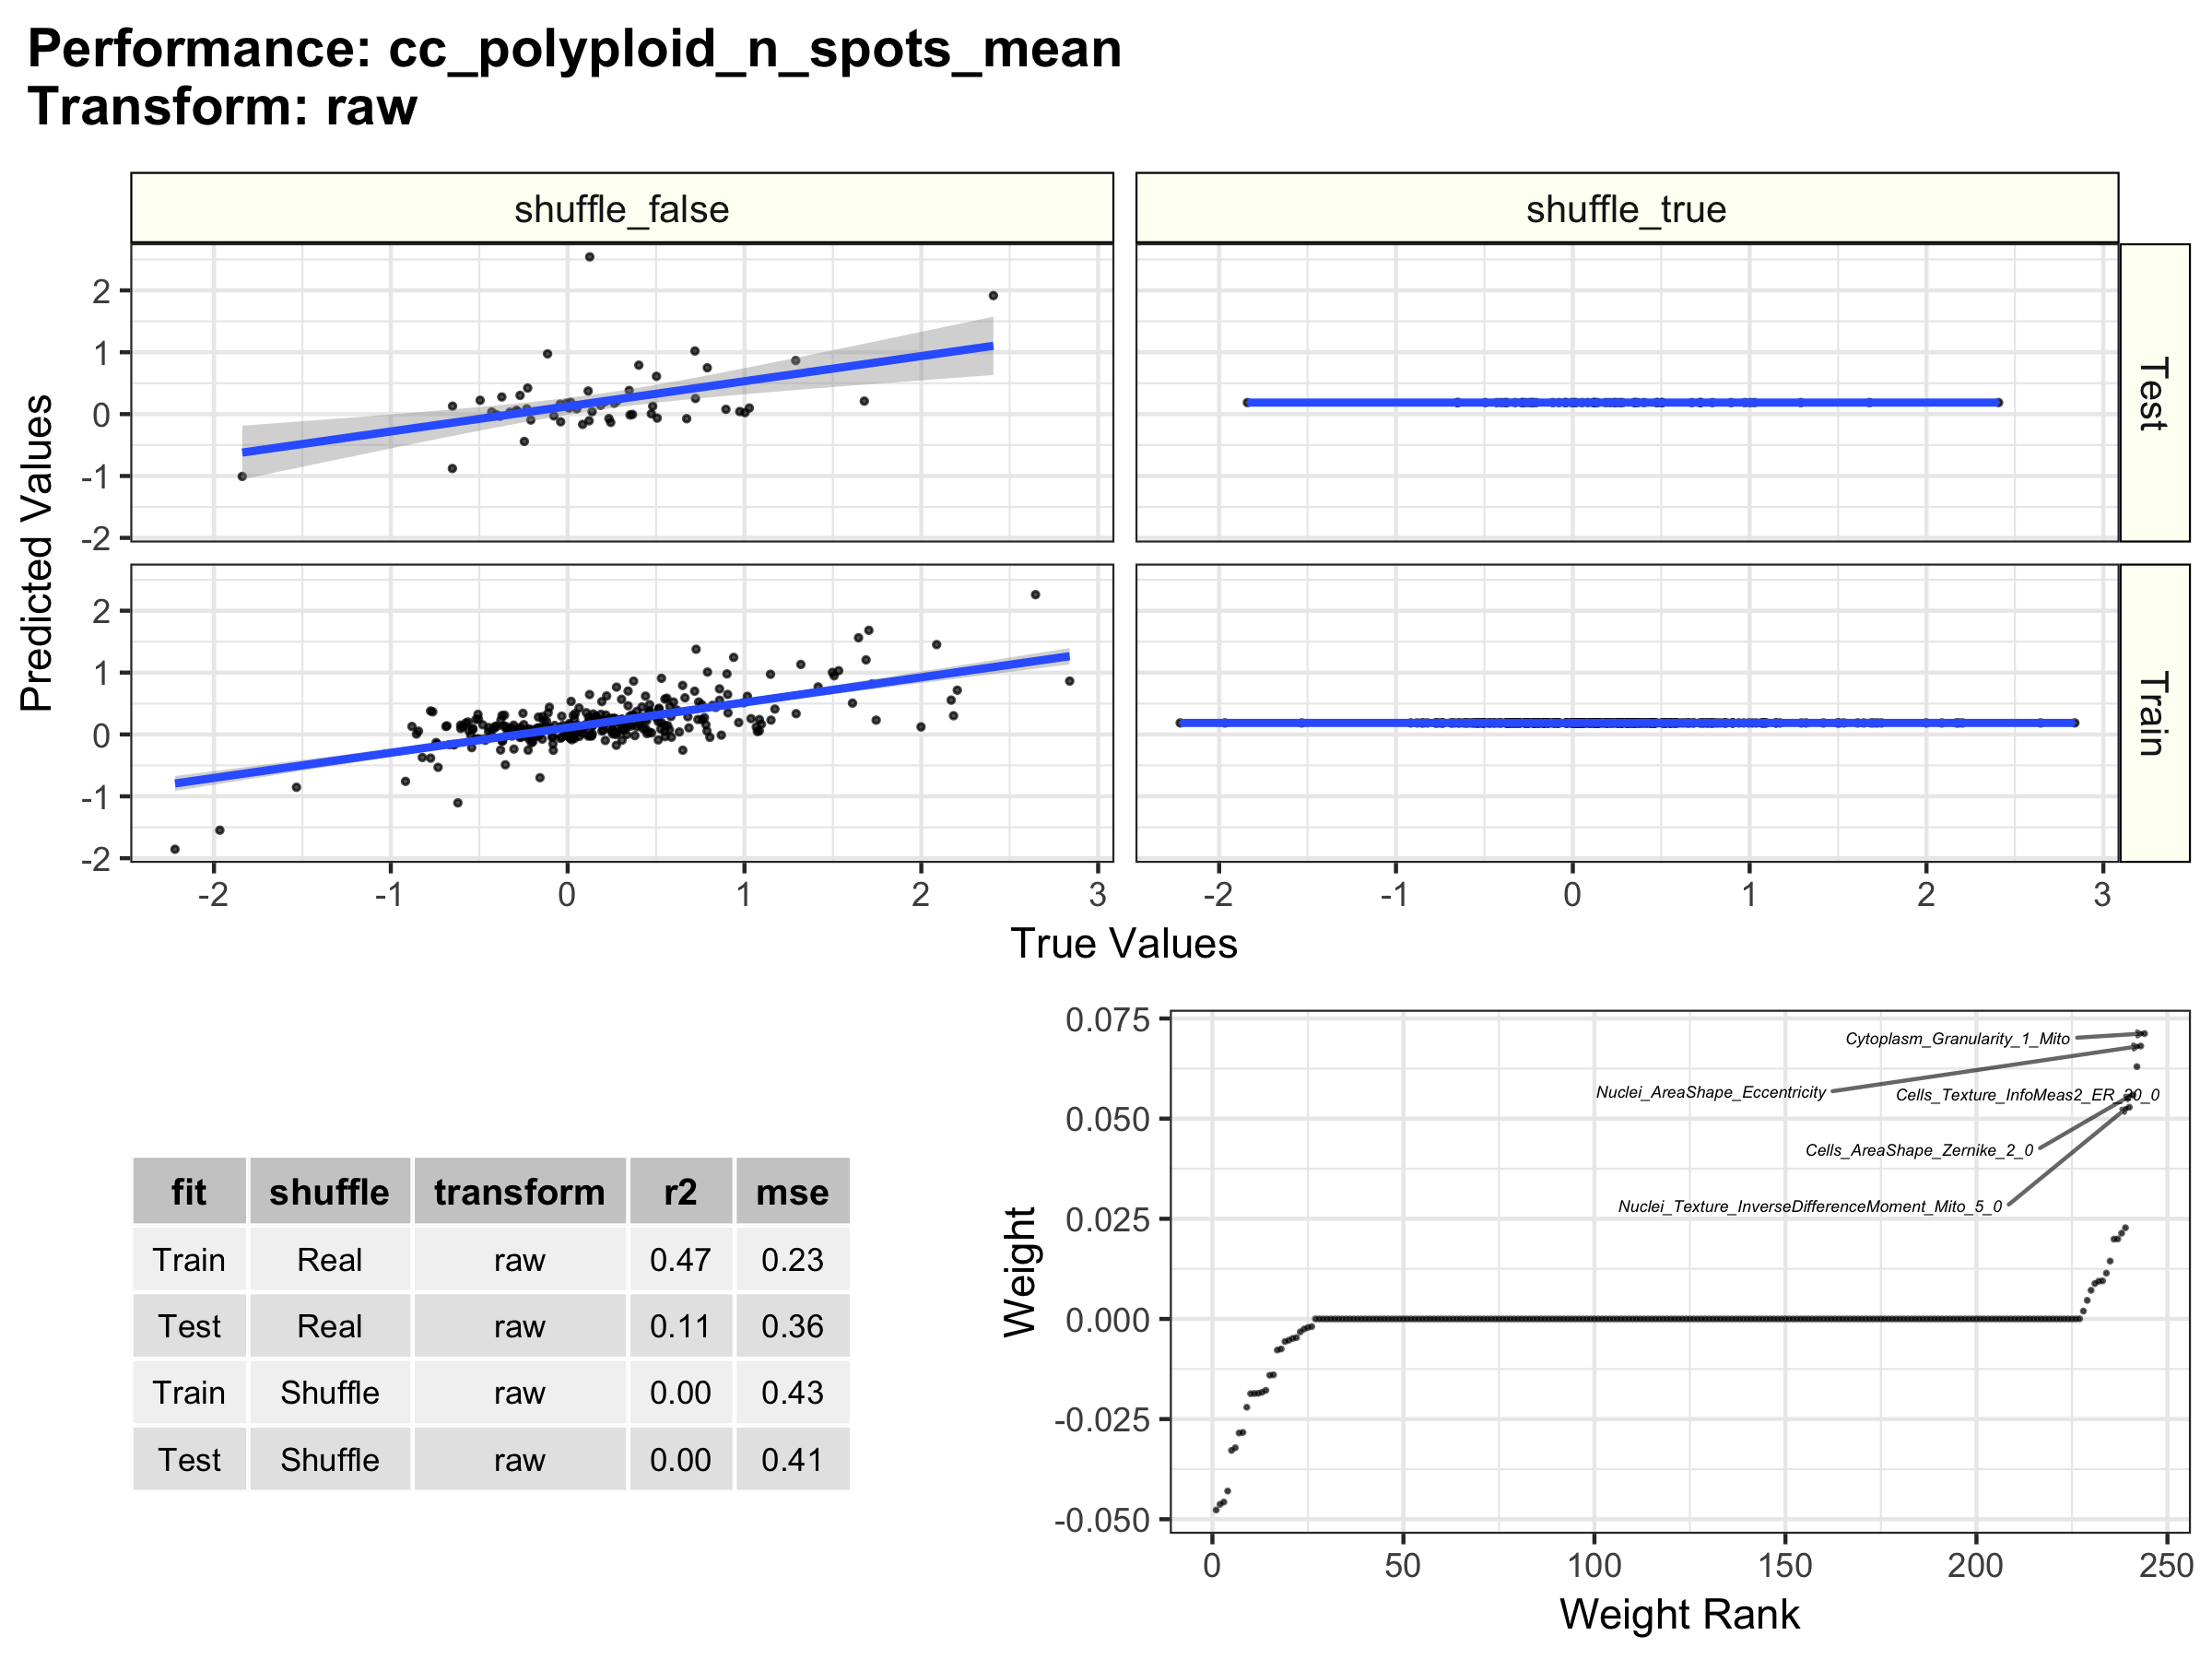 Performance: cc_polyploid_n_spots_mean
Transform: raw
shuffle_false
shuffle_true
2
1
0
-1
-2
Test
Predicted Values
2
1
0
-1
-2
Train
-2 -1 0 1 2 3
-2 -1 0 1 2 3
True Values
fit shuffle transform r2 mse
Train Real raw 0.47 0.23
Test Real raw 0.11 0.36
Train Shuffle raw 0.00 0.43
Test Shuffle raw 0.00 0.41
Weight
0.075
0.050
0.025
0.000
-0.025
-0.050
Cytoplasm_Granularity_1_Mito
Nuclei_AreaShape_Eccentricity
Cells_Texture_InfoMeas2_ER_20_0
Cells_AreaShape_Zernike_2_0
Nuclei_Texture_InverseDifferenceMoment_Mito_5_0
0 50 100 150 200 250
Weight Rank